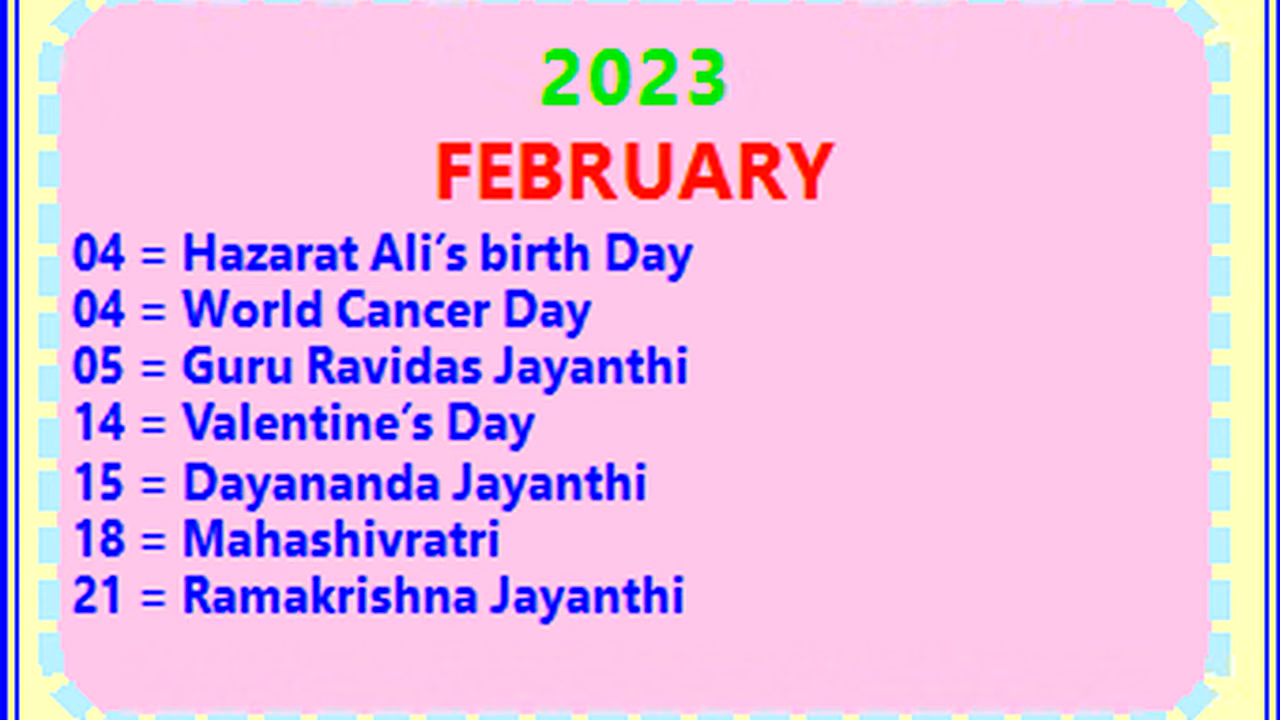 2023
FEBRUARY
04 = Hazarat Ali´s birth Day
04 = World Cancer Day
05 = Guru Ravidas Jayanthi
14 = Valentine´s Day
15 = Dayananda Jayanthi
18 = Mahashivratri
21 = Ramakrishna Jayanthi